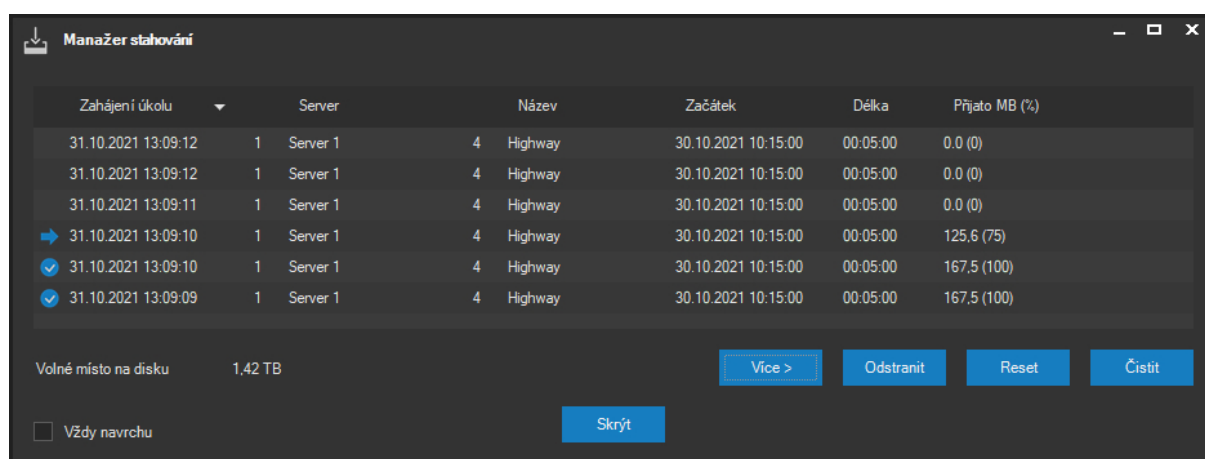 Manažer stahování
Zahájení úkolu Server Název Začátek Délka Přijato MB (%)
31.10.2021 13:09:12 1 Server 1 4 Highway 30.10.2021 10:15:00 00:05:00 0.0 (0)
31.10.2021 13:09:12 1 Server 1 4 Highway 30.10.2021 10:15:00 00:05:00 0.0 (0)
31.10.2021 13:09:11 1 Server 1 4 Highway 30.10.2021 10:15:00 00:05:00 0.0 (0)
31.10.2021 13:09:10 1 Server 1 4 Highway 30.10.2021 10:15:00 00:05:00 125,6 (75)
31.10.2021 13:09:10 1 Server 1 4 Highway 30.10.2021 10:15:00 00:05:00 167,5 (100)
31.10.2021 13:09:09 1 Server 1 4 Highway 30.10.2021 10:15:00 00:05:00 167,5 (100)
Volné místo na disku 1,42 TB Více > Odstranit Reset Čistit
Vždy navrchu Skrýt